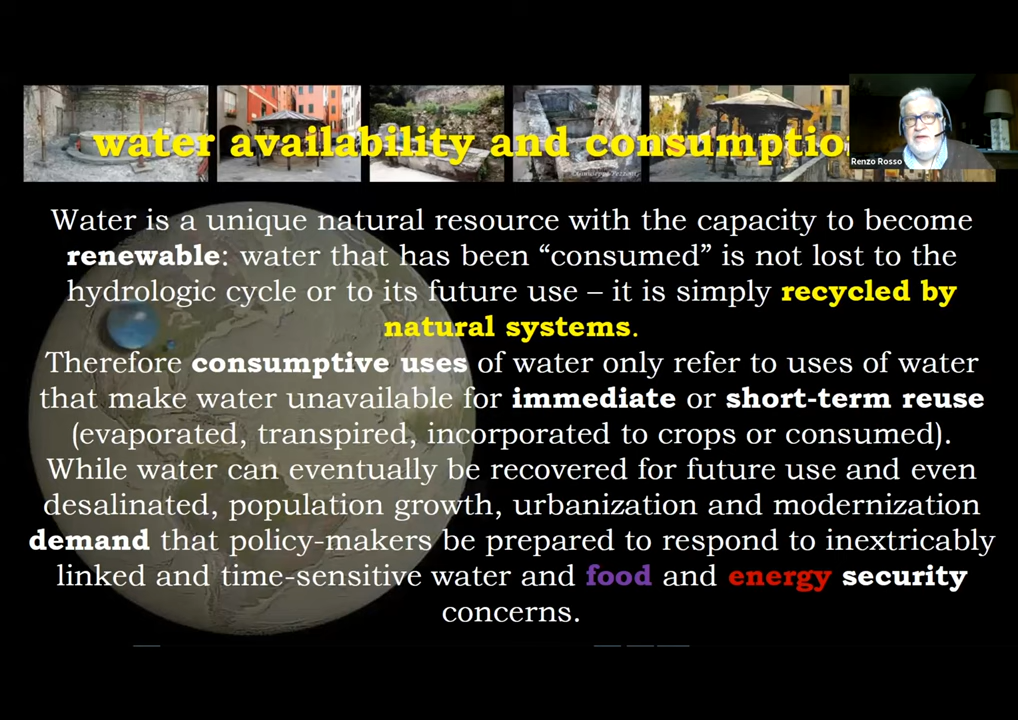 water availability and consumptio
Renzo Rosso
Water is a unique natural resource with the capacity to become
renewable: water that has been “consumed” is not lost to the
hydrologic cycle or to its future use – it is simply recycled by
natural systems.
Therefore consumptive uses of water only refer to uses of water
that make water unavailable for immediate or short-term reuse
(evaporated, transpired, incorporated to crops or consumed).
While water can eventually be recovered for future use and even
desalinated, population growth, urbanization and modernization
demand that policy-makers be prepared to respond to inextricably
linked and time-sensitive water and food and energy security
concerns.